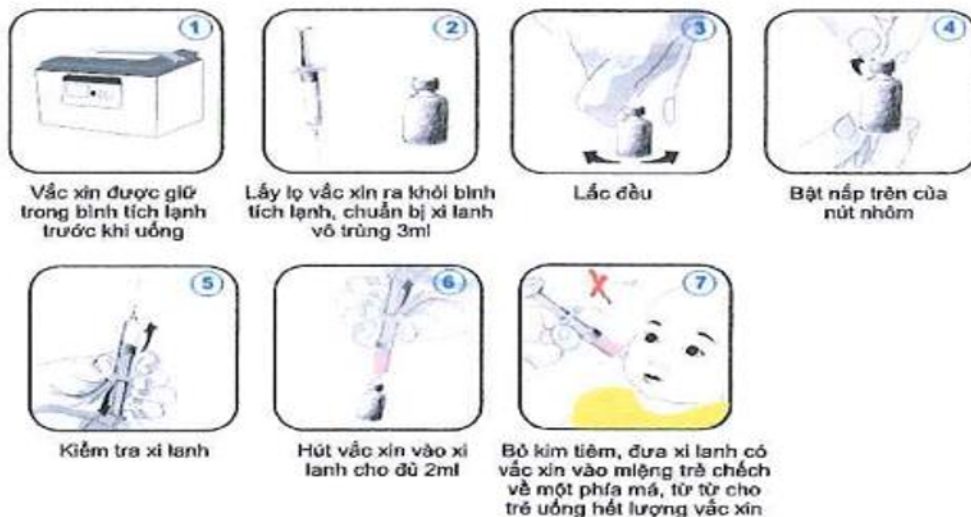 1
Vắc xin được giữ
trong bình tích lạnh
trước khi uống
2
Lấy lọ vắc xin ra khỏi bình
tích lạnh, chuẩn bị xi lanh
vô trùng 3ml
3
Lắc đều
4
Bật nắp trên của
nút nhôm
5
Kiểm tra xi lanh
6
Hút vắc xin vào xi
lanh cho đủ 2ml
7
Bỏ kim tiêm, đưa xi lanh có
vắc xin vào miệng trẻ chếch
về một phía má, từ từ cho
trẻ uống hết lượng vắc xin